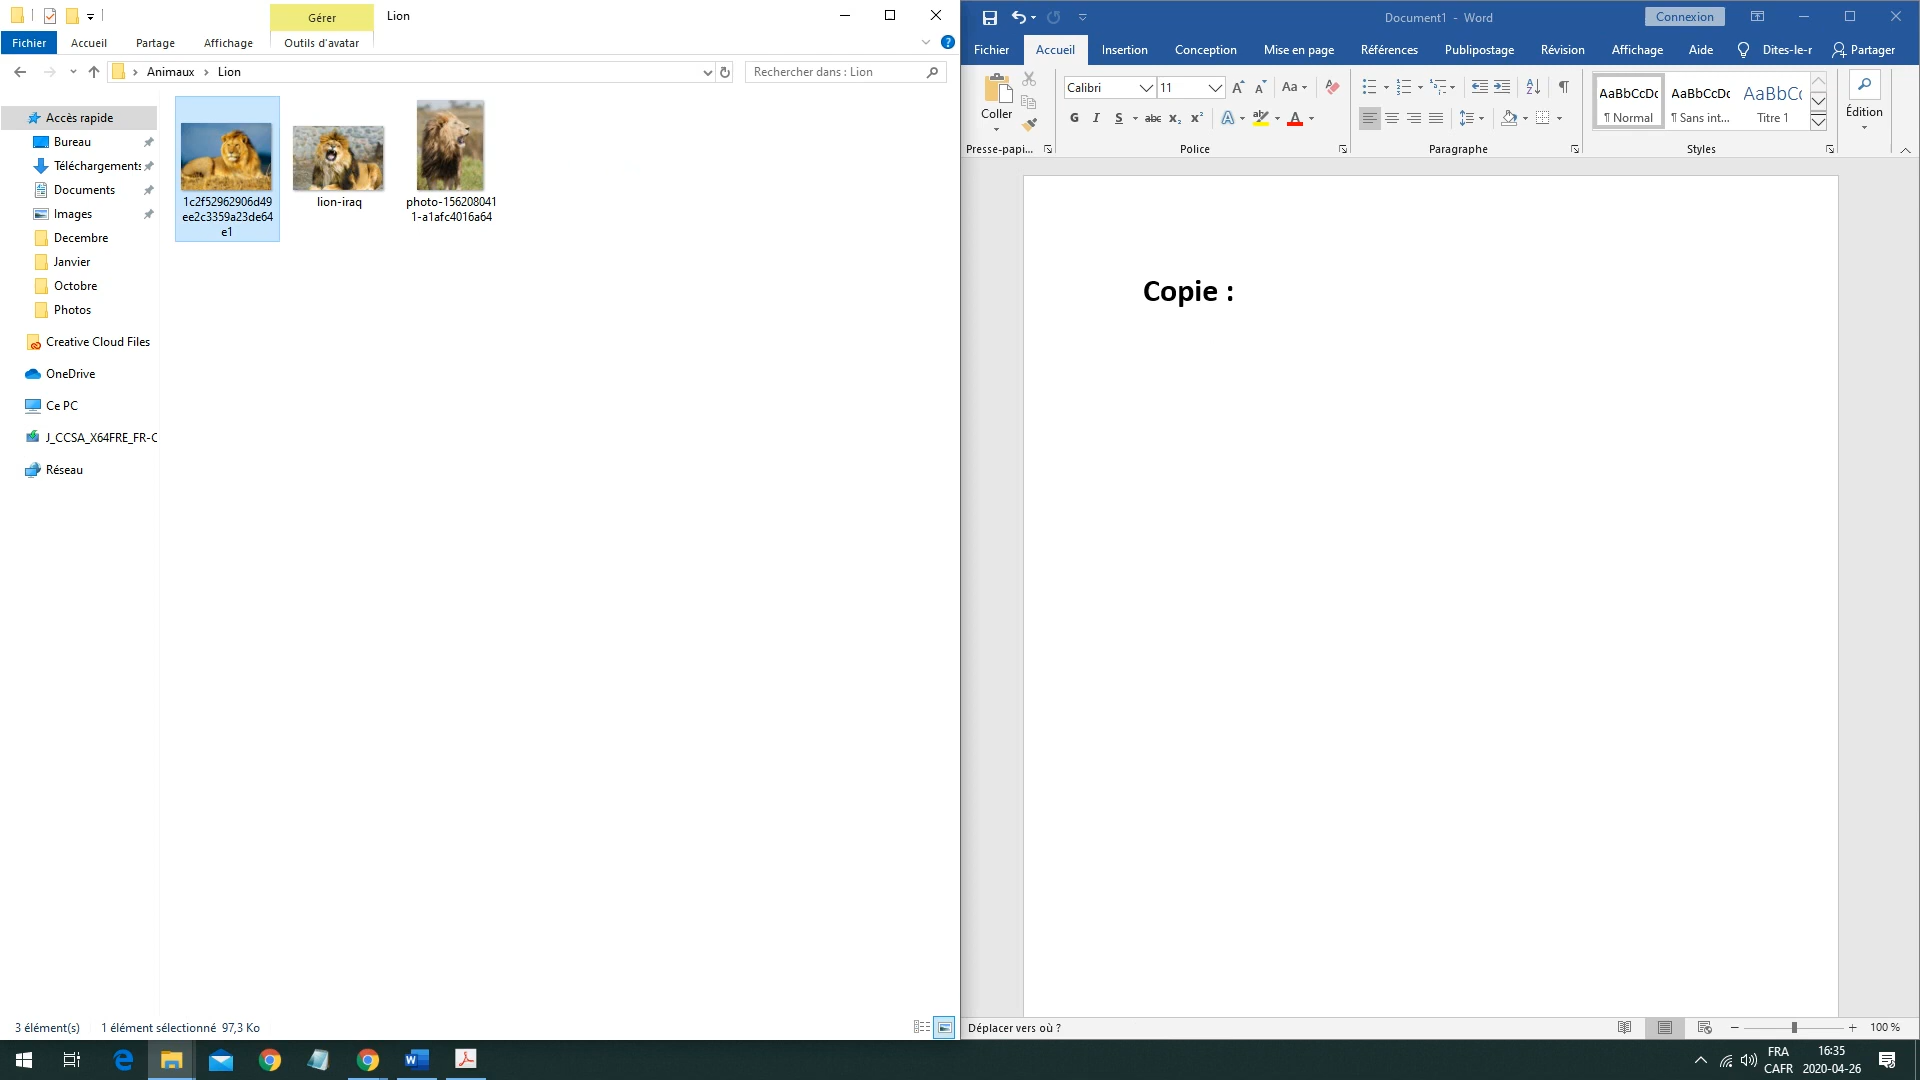 Gérer
Lion
Fichier
Accueil
Partage
Affichage
Outils d'avatar
Animaux
Lion
Rechercher dans : Lion
Accès rapide
Bureau
Téléchargements
Documents
Images
Decembre
Janvier
Octobre
Photos
Creative Cloud Files
OneDrive
Ce PC
J_CCSA_X64FRE_FR-C
Réseau
1c2f52962906d49
ee2c3359a23de64
e1
lion-iraq
photo-156208041
1-a1afc4016a64
3 élément(s)
1 élément sélectionné 97,3 Ko
Document1 - Word
Connexion
Fichier
Accueil
Insertion
Conception
Mise en page
Références
Publipostage
Révision
Affichage
Aide
Dites-le-r
Partager
Coller
Presse-papi...
Calibri
11
Aa
G I S abc x₂ x²
Police
Paragraphe
AaBbCcDc
¶ Normal
AaBbCcDc
¶ Sans int...
AaBbCc
Titre 1
Styles
Édition
Copie :
Déplacer vers où ?
100 %
FRA
CAFR
16:35
2020-04-26